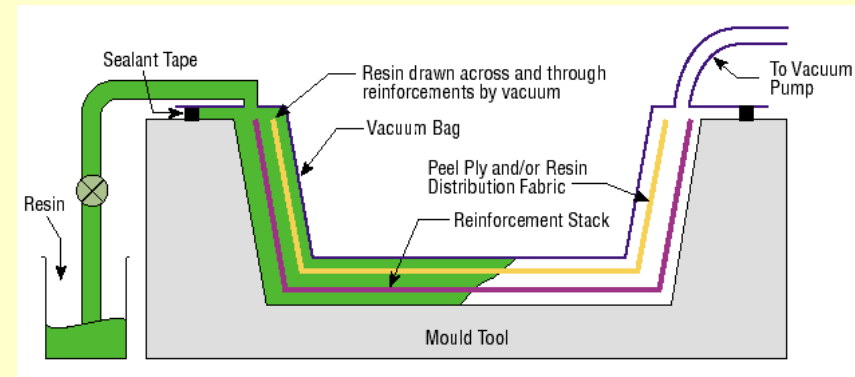 Sealant Tape
Resin drawn across and through
reinforcements by vacuum
To Vacuum
Pump
Vacuum Bag
Peel Ply and/or Resin
Distribution Fabric
Resin
Reinforcement Stack
Mould Tool